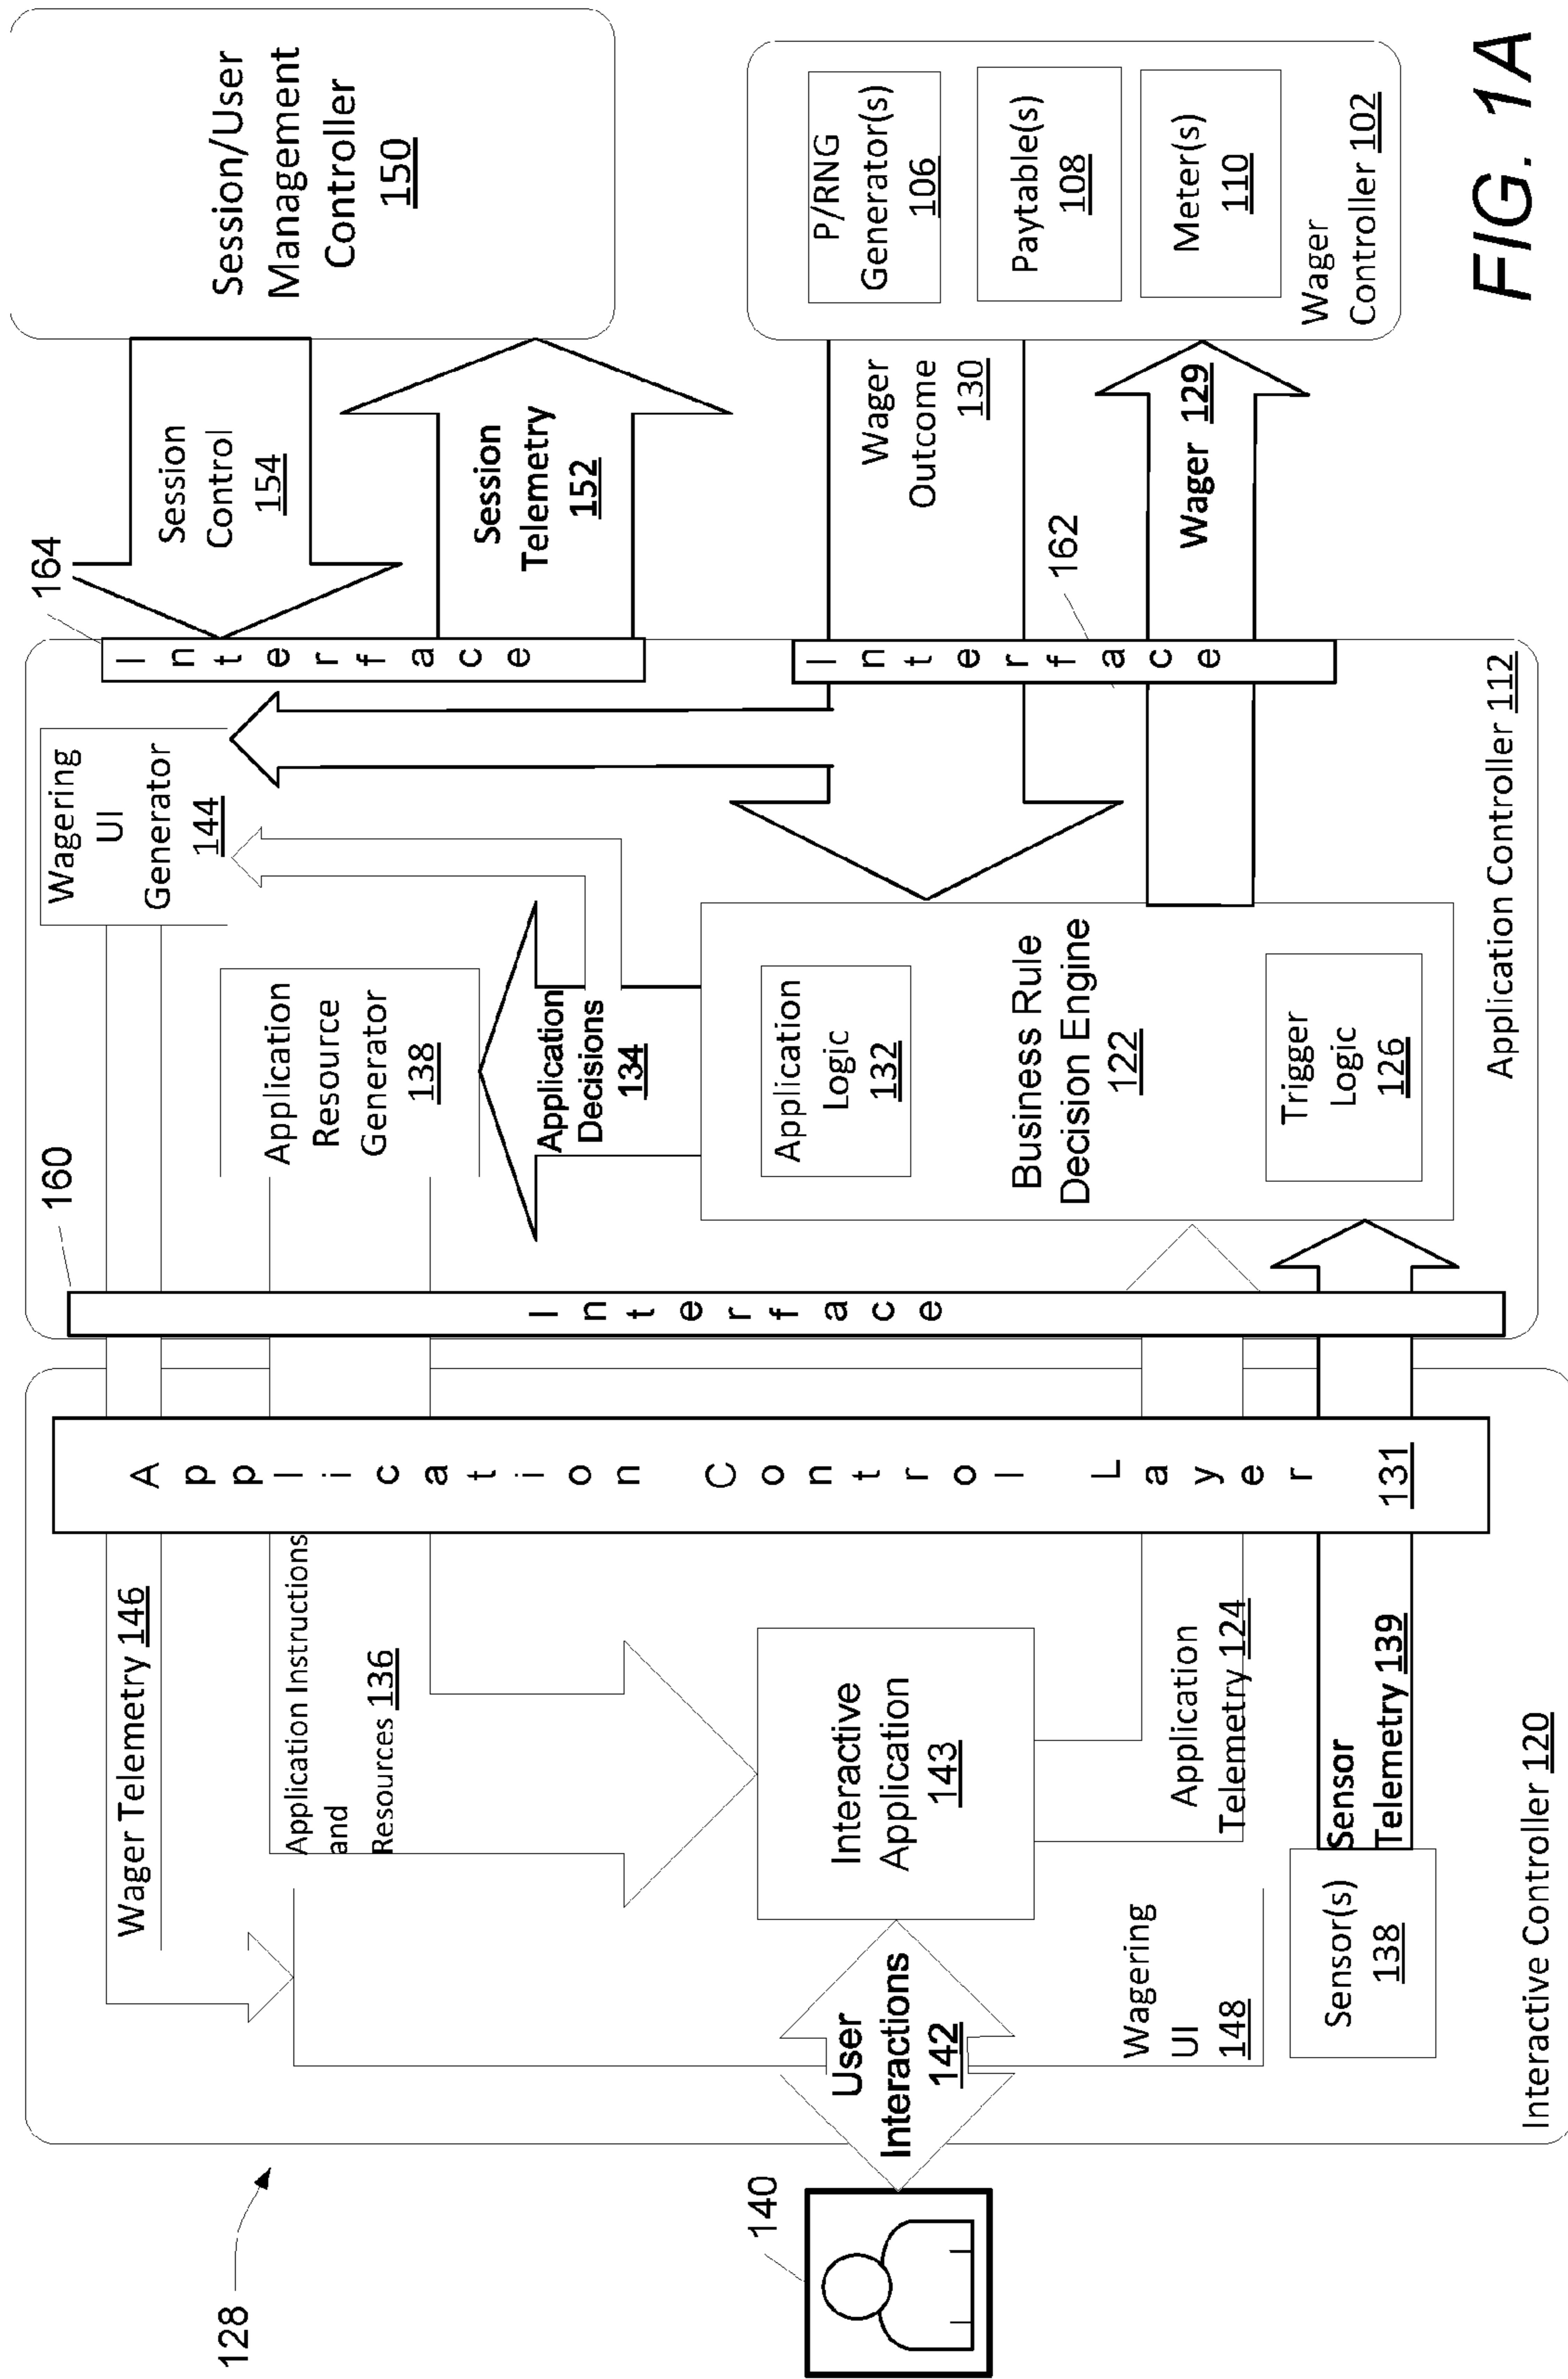 128
140
User
Interactions
142
Wager Telemetry 146
Application Instructions
and
Resources 136
Interactive
Application
143
Application
Telemetry 124
Wagering
UI
148
Sensor(s)
138
Sensor
Telemetry 139
Interactive Controller 120
Application Control Layer 131
160
Interface
Wagering
UI
Generator
144
Application
Resource
Generator
138
Application
Decisions
134
Application
Logic
132
Business Rule
Decision Engine
122
Trigger
Logic
126
Application Controller 112
164
Interface
Interface
162
Session
Control
154
Session
Telemetry
152
Wager
Outcome
130
Wager 129
Session/User
Management
Controller
150
P/RNG
Generator(s)
106
Paytable(s)
108
Meter(s)
110
Wager
Controller 102
FIG. 1A